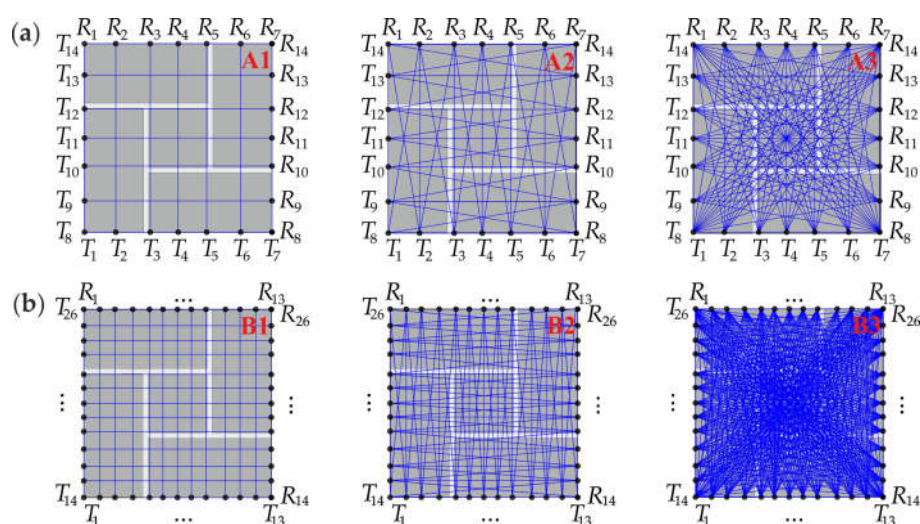 (a)
R1 R2 R3 R4 R5 R6 R7
T14 A1 R14
T13 R13
T12 R12
T11 R11
T10 R10
T9 R9
T8 R8
T1 T2 T3 T4 T5 T6 T7
R1 R2 R3 R4 R5 R6 R7
T14 A2 R14
T13 R13
T12 R12
T11 R11
T10 R10
T9 R9
T8 R8
T1 T2 T3 T4 T5 T6 T7
R1 R2 R3 R4 R5 R6 R7
T14 A3 R14
T13 R13
T12 R12
T11 R11
T10 R10
T9 R9
T8 R8
T1 T2 T3 T4 T5 T6 T7
(b)
R1 ... R13
T26 B1 R26
... ...
T14 R14
T1 ... T13
R1 ... R13
T26 B2 R26
... ...
T14 R14
T1 ... T13
R1 ... R13
T26 B3 R26
... ...
T14 R14
T1 ... T13